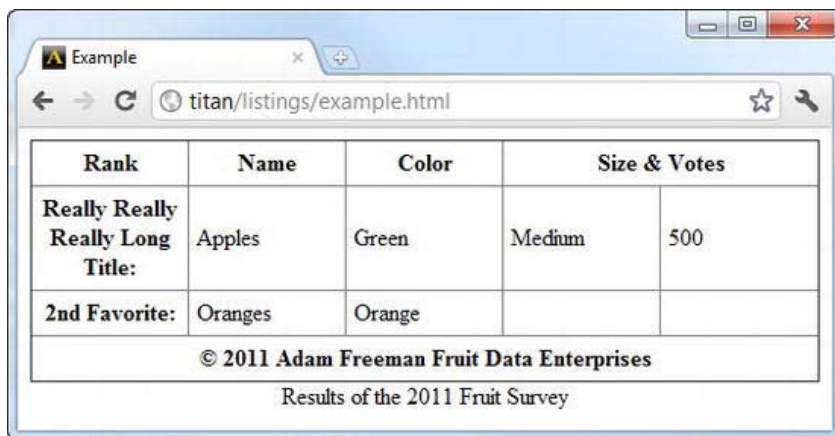 Example
titan/listings/example.html
Rank Name Color Size & Votes
Really Really
Really Long
Title:
Apples Green Medium 500
2nd Favorite: Oranges Orange
© 2011 Adam Freeman Fruit Data Enterprises
Results of the 2011 Fruit Survey